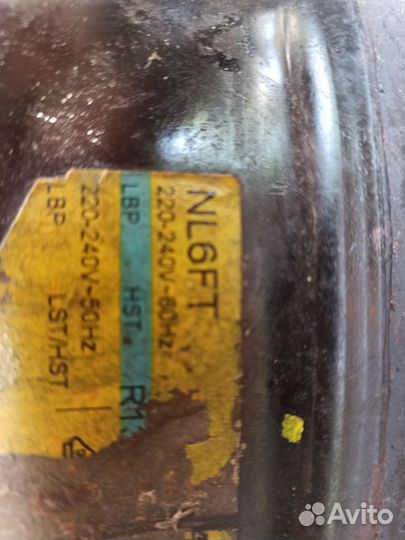 NL6FT
220-240V~60Hz
LBP HST R1
220-240V~50Hz
LBP LST/HST
Avito